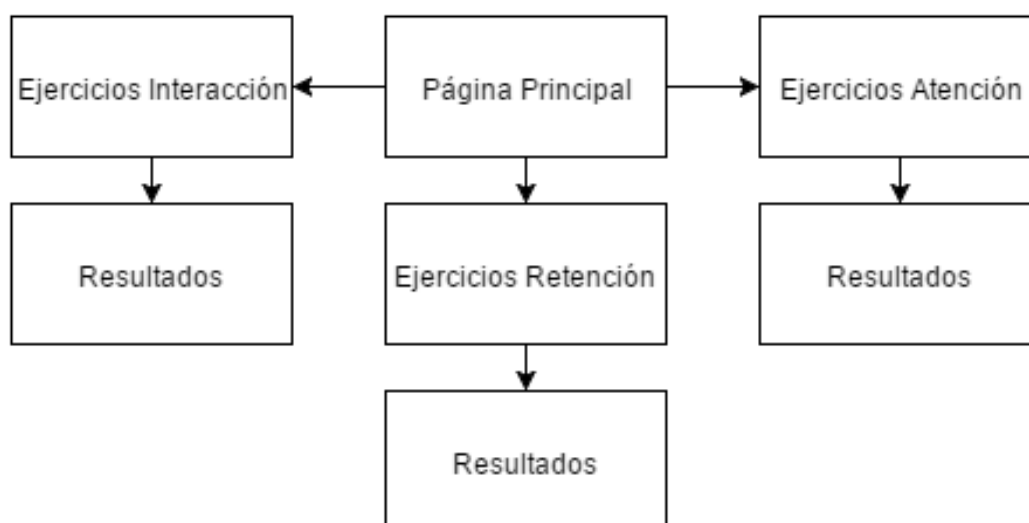 Ejercicios Interacción
Página Principal
Ejercicios Atención
Resultados
Ejercicios Retención
Resultados
Resultados